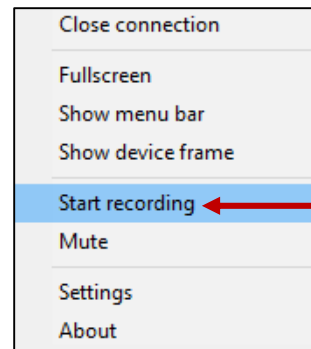 Close connection
Fullscreen
Show menu bar
Show device frame
Start recording
Mute
Settings
About